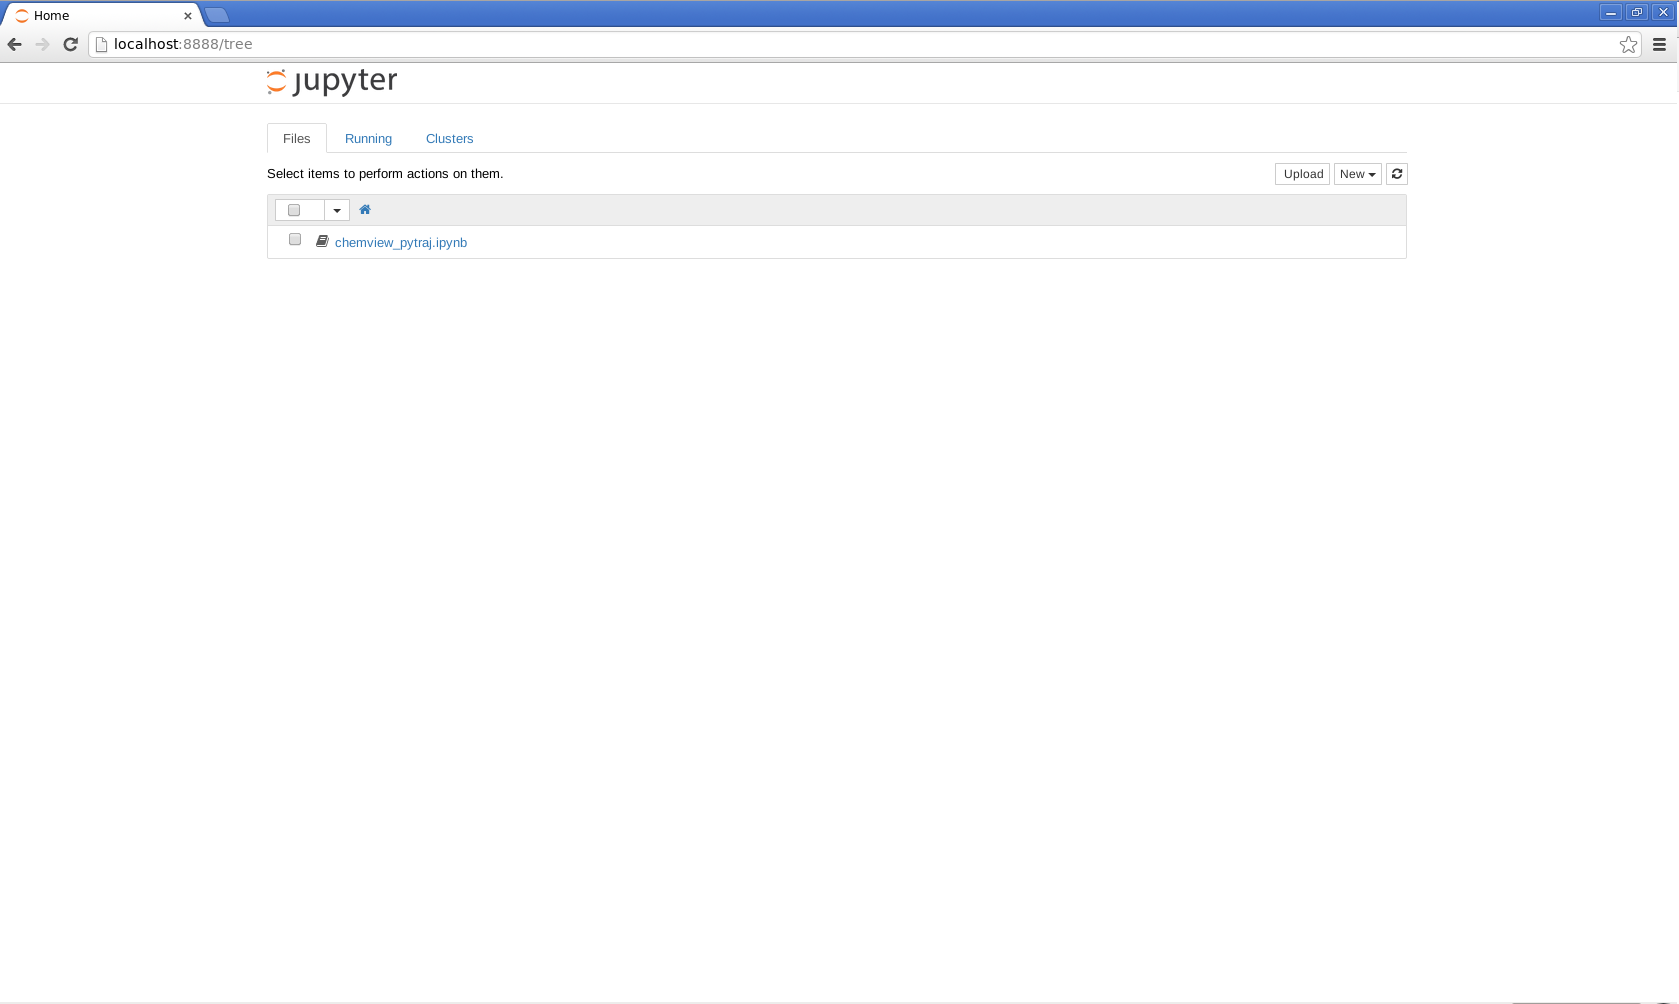 Home
localhost:8888/tree
jupyter
Files Running Clusters
Select items to perform actions on them.
Upload New
chemview_pytraj.ipynb